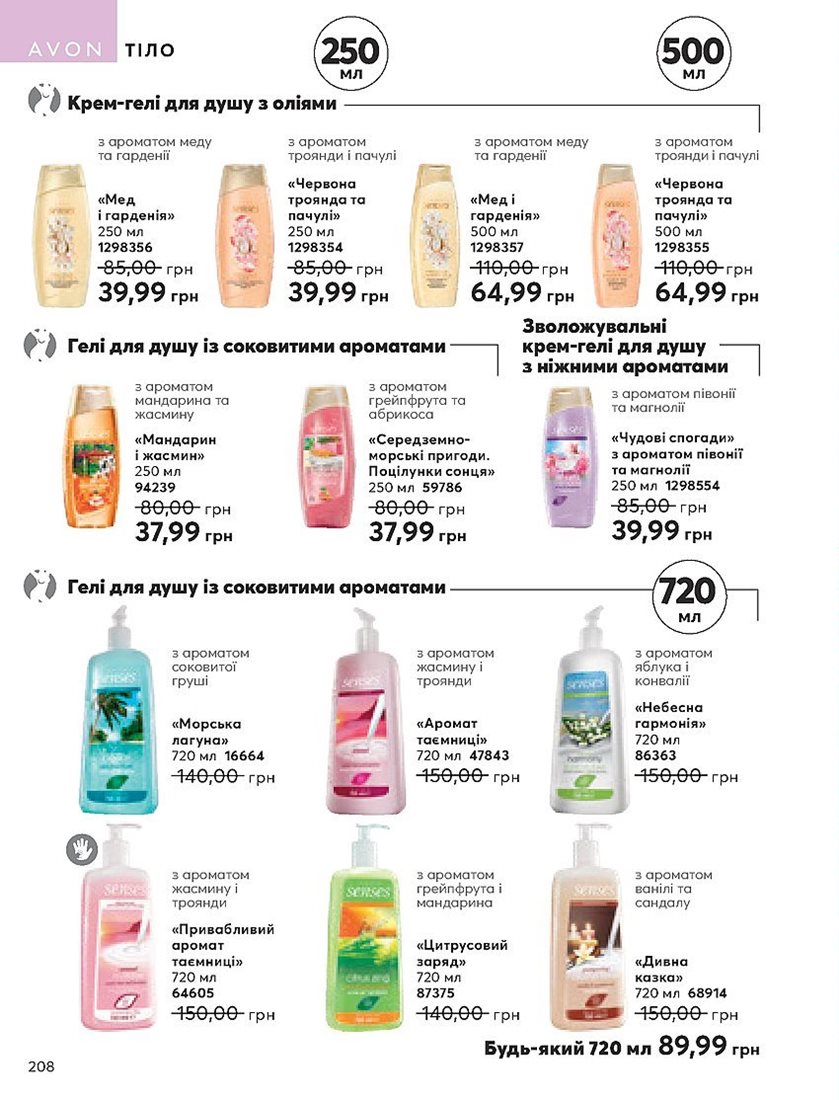 AVON ТІЛО
250 МЛ
500 МЛ
Крем-гелі для душу з оліями
з ароматом меду
та гарденії
«Мед
і гарденія»
250 мл
1298356
85,00 грн
39,99 грн
з ароматом
троянди і пачулі
«Червона
троянда та
пачулі»
250 мл
1298354
85,00 грн
39,99 грн
з ароматом меду
та гарденії
«Мед і
гарденія»
500 мл
1298357
110,00 грн
64,99 грн
з ароматом
троянди і пачулі
«Червона
троянда та
пачулі»
500 мл
1298355
110,00 грн
64,99 грн
Гелі для душу із соковитими ароматами
з ароматом
мандарина та
жасмину
«Мандарин
і жасмин»
250 мл
94239
80,00 грн
37,99 грн
з ароматом
грейпфрута та
абрикоса
«Середземно-
морські пригоди.
Поцілунки сонця»
250 мл 59786
80,00 грн
37,99 грн
Зволожувальні
крем-гелі для душу
з ніжними ароматами
з ароматом півонії
та магнолії
«Чудові спогади»
з ароматом півонії
та магнолії
250 мл 1298554
85,00 грн
39,99 грн
Гелі для душу із соковитими ароматами
720 МЛ
senses
з ароматом
соковитої
груші
«Морська
лагуна»
720 мл 16664
140,00 грн
senses
з ароматом
жасмину і
троянди
«Аромат
таємниці»
720 мл 47843
150,00 грн
senses
harmony
з ароматом
яблука і
конвалії
«Небесна
гармонія»
720 мл
86363
150,00 грн
senses
з ароматом
жасмину і
троянди
«Привабливий
аромат
таємниці»
720 мл
64605
150,00 грн
senses
citrus zing
з ароматом
грейпфрута і
мандарина
«Цитрусовий
заряд»
720 мл
87375
140,00 грн
senses
з ароматом
ванілі та
сандалу
«Дивна
казка»
720 мл 68914
150,00 грн
Будь-який 720 мл 89,99 грн
208